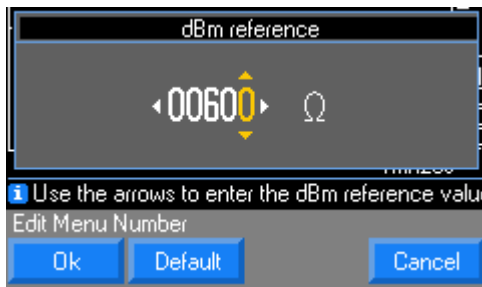 dBm reference
00600 Ω
Use the arrows to enter the dBm reference valu
Edit Menu Number
Ok Default Cancel